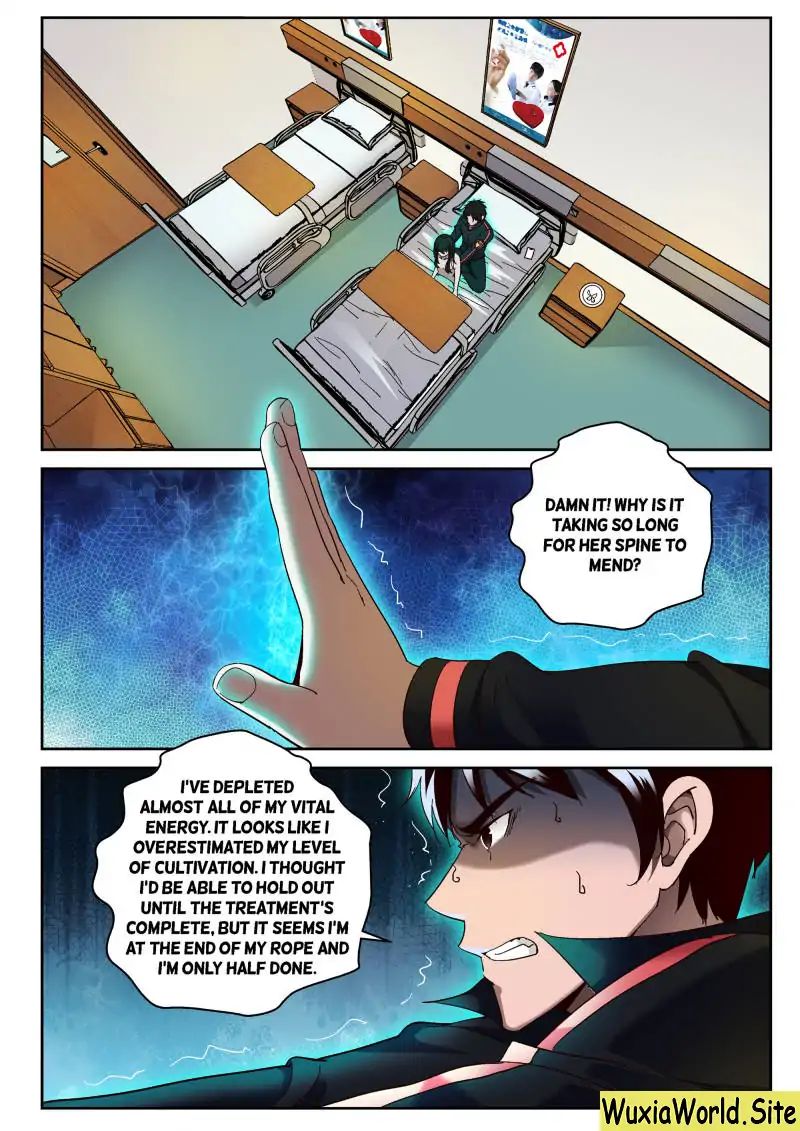 DAMN IT! WHY IS IT
TAKING SO LONG
FOR HER SPINE TO
MEND?
I'VE DEPLETED
ALMOST ALL OF MY VITAL
ENERGY. IT LOOKS LIKE I
OVERESTIMATED MY LEVEL
OF CULTIVATION. I THOUGHT
I'D BE ABLE TO HOLD OUT
UNTIL THE TREATMENT'S
COMPLETE, BUT IT SEEMS I'M
AT THE END OF MY ROPE AND
I'M ONLY HALF DONE.
WuxiaWorld.Site